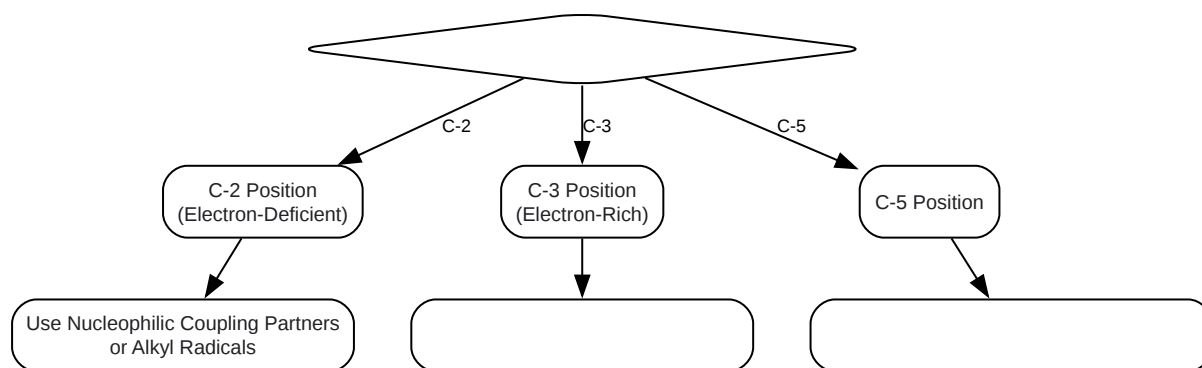 C-2
C-3
C-5
C-2 Position
(Electron-Deficient)
C-3 Position
(Electron-Rich)
C-5 Position
Use Nucleophilic Coupling Partners
or Alkyl Radicals